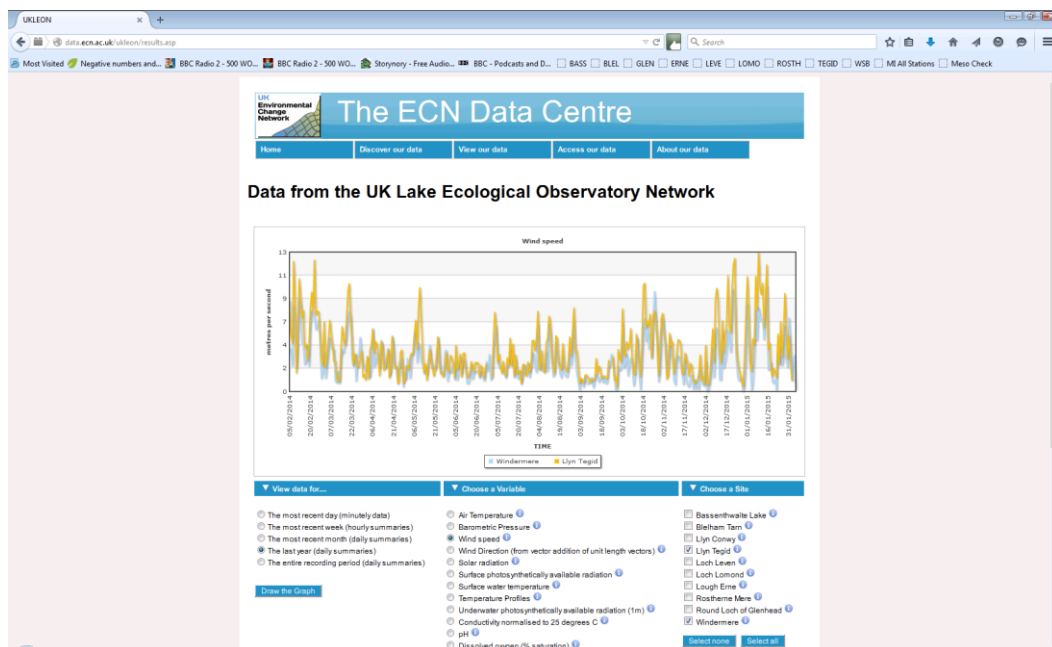 UKLEON
data.ecn.ac.uk/ukleon/results.asp
Search
Most Visited
Negative numbers and...
BBC Radio 2 - 500 WO...
BBC Radio 2 - 500 WO...
Storynory - Free Audio...
BBC - Podcasts and D...
BASS
BLEL
GLEN
ERNE
LEVE
LOMO
ROSTH
TEGID
WSB
MI All Stations
Meso Check
UK
Environmental
Change
Network
The ECN Data Centre
Home
Discover our data
View our data
Access our data
About our data
Data from the UK Lake Ecological Observatory Network
Wind speed
metres per second
13
11
9
7
4
2
0
05/02/2014
20/02/2014
07/03/2014
22/03/2014
06/04/2014
21/04/2014
06/05/2014
21/05/2014
05/06/2014
20/06/2014
05/07/2014
20/07/2014
04/08/2014
19/08/2014
03/09/2014
18/09/2014
03/10/2014
18/10/2014
02/11/2014
17/11/2014
02/12/2014
17/12/2014
01/01/2015
16/01/2015
31/01/2015
TIME
Windermere
Llyn Tegid
View data for....
The most recent day (minutely data)
The most recent week (hourly summaries)
The most recent month (daily summaries)
The last year (daily summaries)
The entire recording period (daily summaries)
Draw the Graph
Choose a Variable
Air Temperature
Barometric Pressure
Wind speed
Wind Direction (from vector addition of unit length vectors)
Solar radiation
Surface photosynthetically available radiation
Surface water temperature
Temperature Profiles
Underwater photosynthetically available radiation (1m)
Conductivity normalised to 25 degrees C
pH
Dissolved oxygen (% saturation)
Choose a Site
Bassenthwaite Lake
Blelham Tarn
Llyn Conwy
Llyn Tegid
Loch Leven
Loch Lomond
Lough Erne
Rostherne Mere
Round Loch of Glenhead
Windermere
Select none
Select all